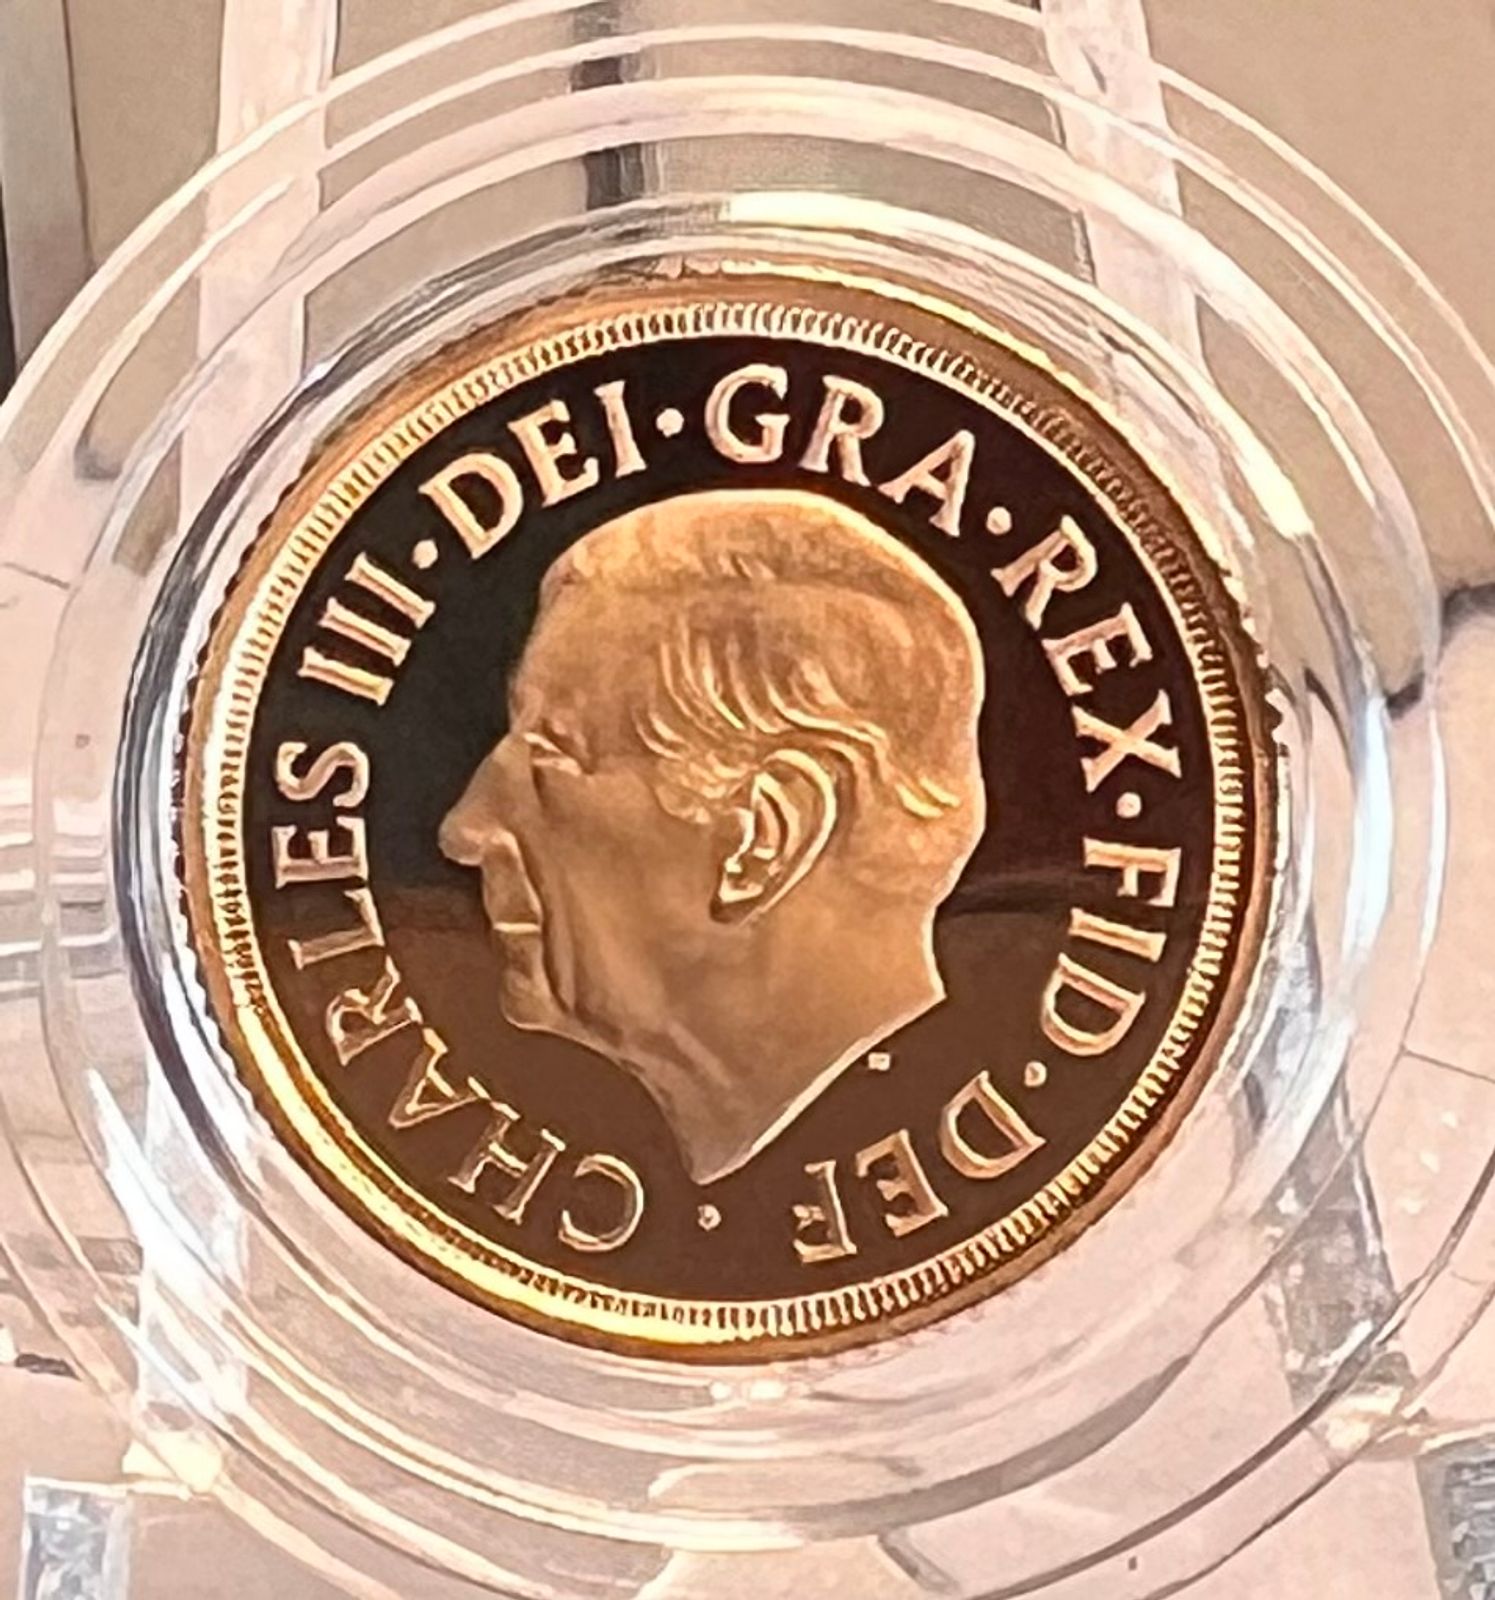 · CHARLES III · DEI · GRA · REX · FID · DEF